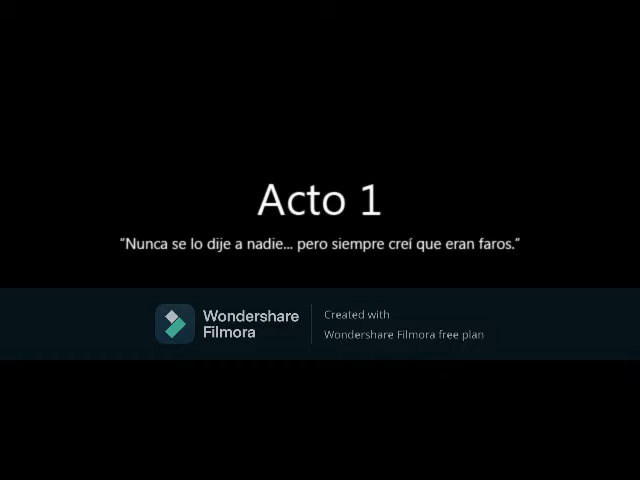 Acto 1
“Nunca se lo dije a nadie... pero siempre creí que eran faros.”
Wondershare
Filmora
Created with
Wondershare Filmora free plan